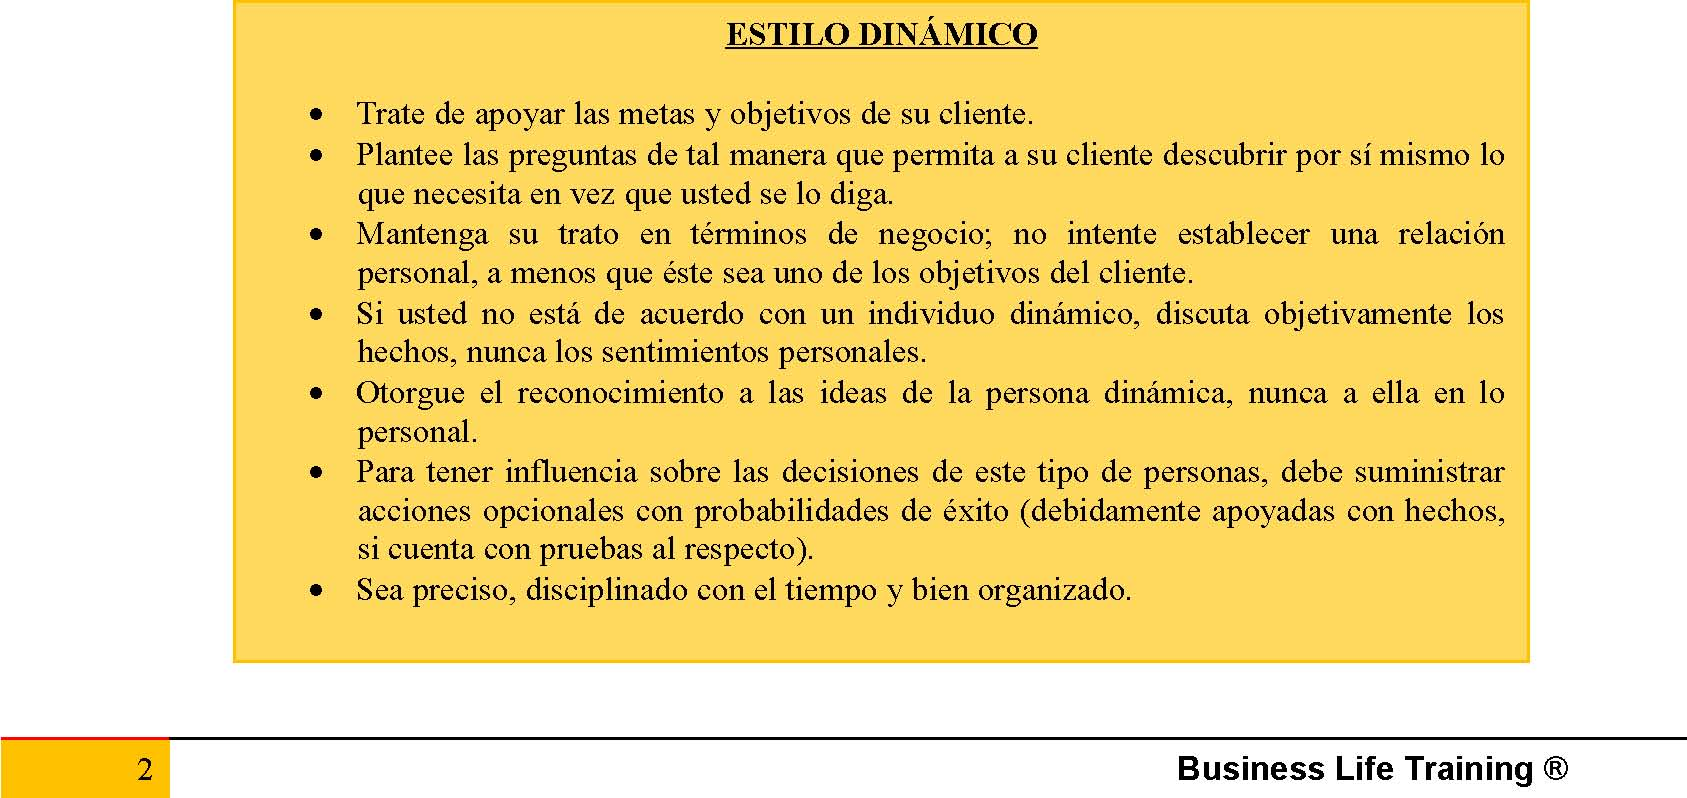 ESTILO DINÁMICO
• Trate de apoyar las metas y objetivos de su cliente.
• Plantee las preguntas de tal manera que permita a su cliente descubrir por sí mismo lo
que necesita en vez que usted se lo diga.
• Mantenga su trato en términos de negocio; no intente establecer una relación
personal, a menos que éste sea uno de los objetivos del cliente.
• Si usted no está de acuerdo con un individuo dinámico, discuta objetivamente los
hechos, nunca los sentimientos personales.
• Otorgue el reconocimiento a las ideas de la persona dinámica, nunca a ella en lo
personal.
• Para tener influencia sobre las decisiones de este tipo de personas, debe suministrar
acciones opcionales con probabilidades de éxito (debidamente apoyadas con hechos,
si cuenta con pruebas al respecto).
• Sea preciso, disciplinado con el tiempo y bien organizado.
2
Business Life Training ®